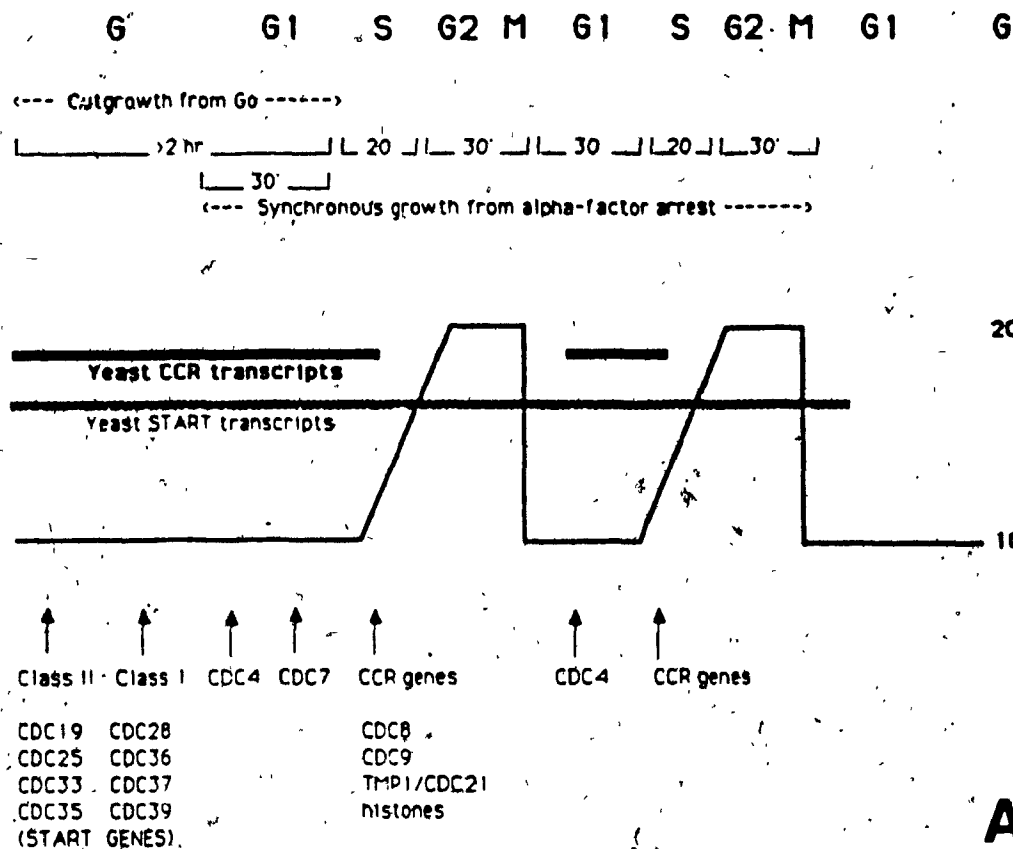 G G1 S G2 M G1 S G2 M G1 G
<--- Outgrowth from Go ------->
>2 hr 20 30' 30 20 30'
30'
<--- Synchronous growth from alpha-factor arrest ------->
20
Yeast CCR transcripts
Yeast START transcripts
Class II Class I CDC4 CDC7 CCR genes CDC4 CCR genes
CDC19 CDC28 CDC8
CDC25 CDC36 CDC9
CDC33 CDC37 TMP1/CDC21
CDC35 CDC39 histones
(START GENES)
A